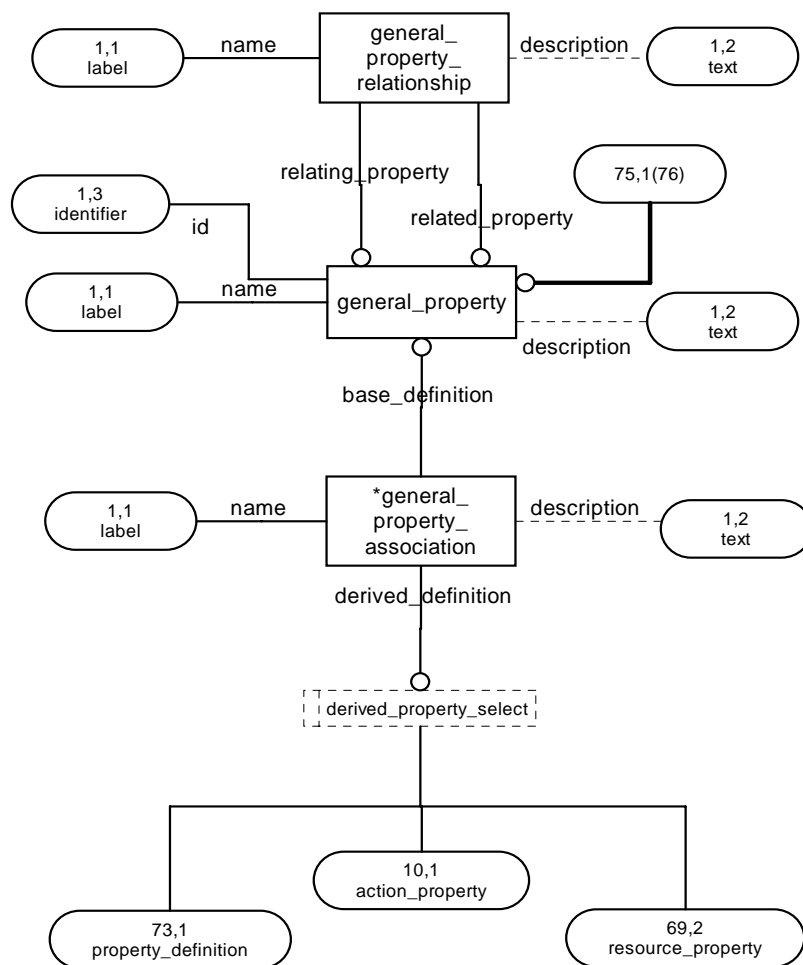 1,1
label
name
general_
property_
relationship
description
1,2
text
relating_property
related_property
75,1(76)
1,3
identifier
id
1,1
label
name
general_property
description
1,2
text
base_definition
1,1
label
name
*general_
property_
association
description
1,2
text
derived_definition
derived_property_select
73,1
property_definition
10,1
action_property
69,2
resource_property